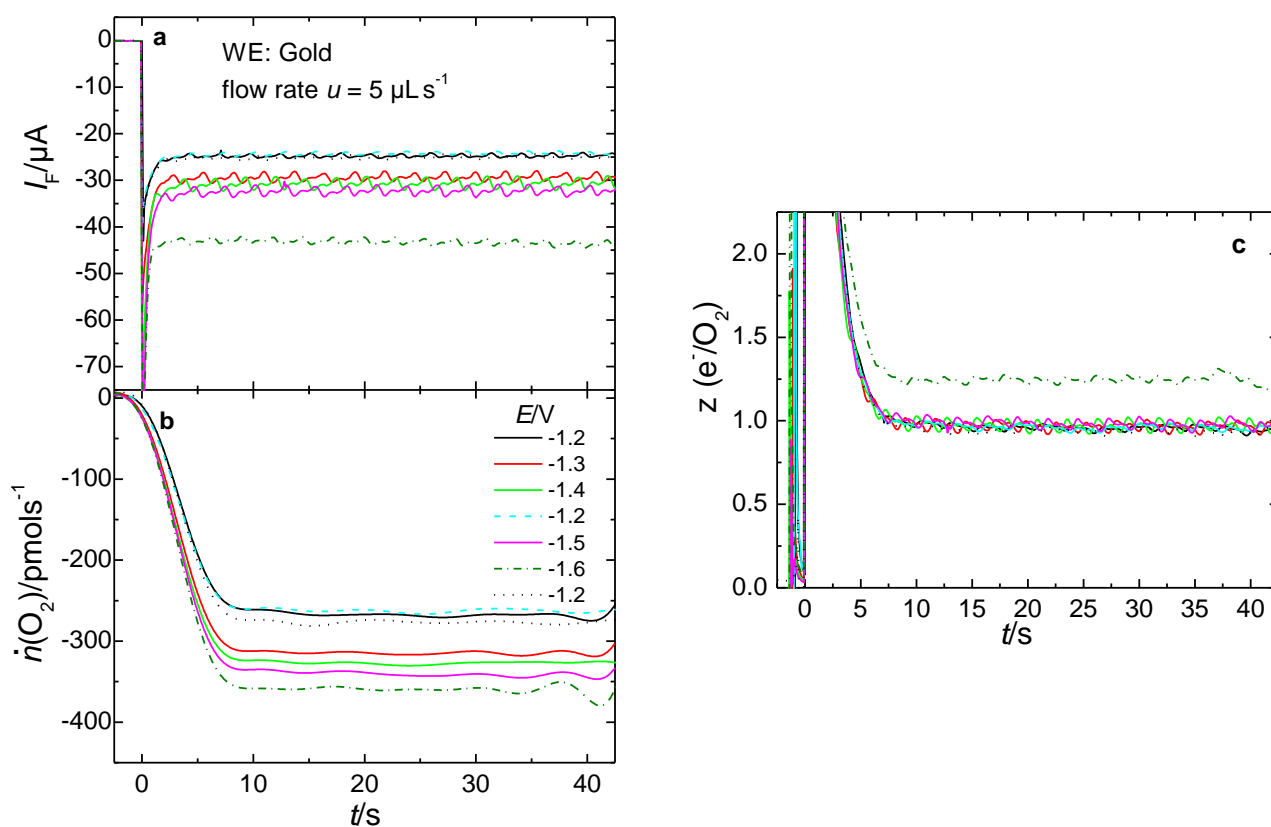 a
WE: Gold
flow rate u = 5 µL s⁻¹
0
-10
-20
-30
-40
-50
-60
-70
I_F/µA
b
E/V
-1.2
-1.3
-1.4
-1.2
-1.5
-1.6
-1.2
0
-100
-200
-300
-400
ṅ(O₂)/pmols⁻¹
0 10 20 30 40
t/s
c
2.0
1.5
1.0
0.5
0.0
z (e⁻/O₂)
0 5 10 15 20 25 30 35 40
t/s